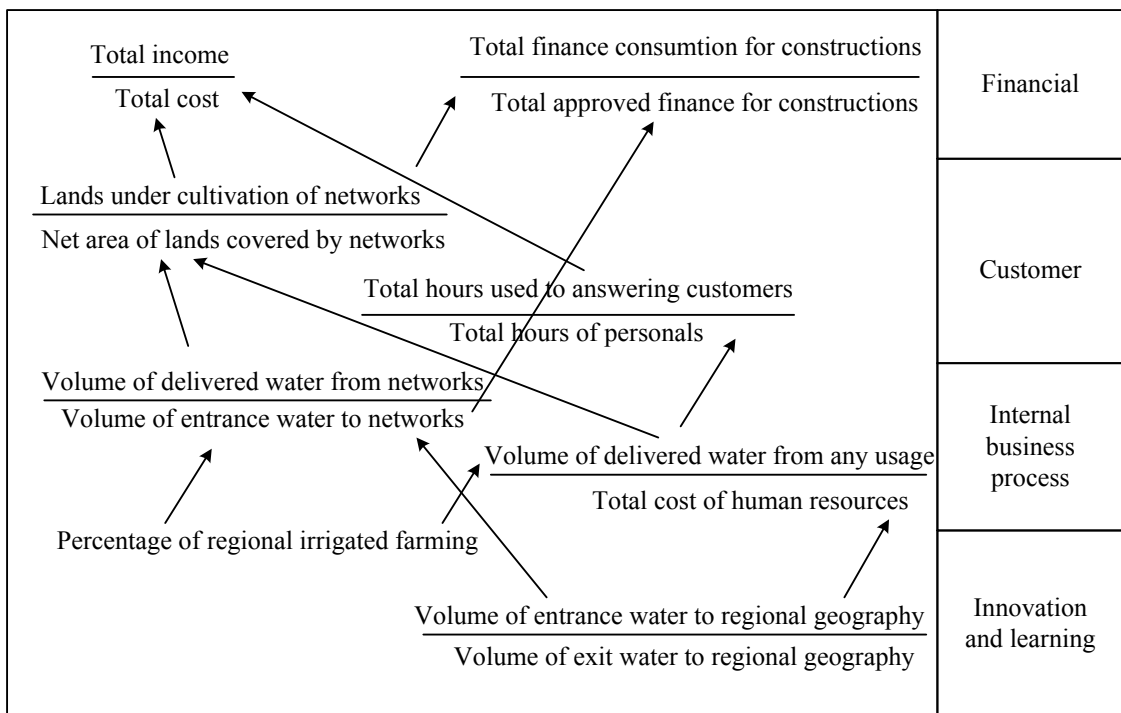 Total income
Total cost
Total finance consumtion for constructions
Total approved finance for constructions
Financial
Lands under cultivation of networks
Net area of lands covered by networks
Total hours used to answering customers
Total hours of personals
Customer
Volume of delivered water from networks
Volume of entrance water to networks
Volume of delivered water from any usage
Total cost of human resources
Internal
business
process
Percentage of regional irrigated farming
Volume of entrance water to regional geography
Volume of exit water to regional geography
Innovation
and learning